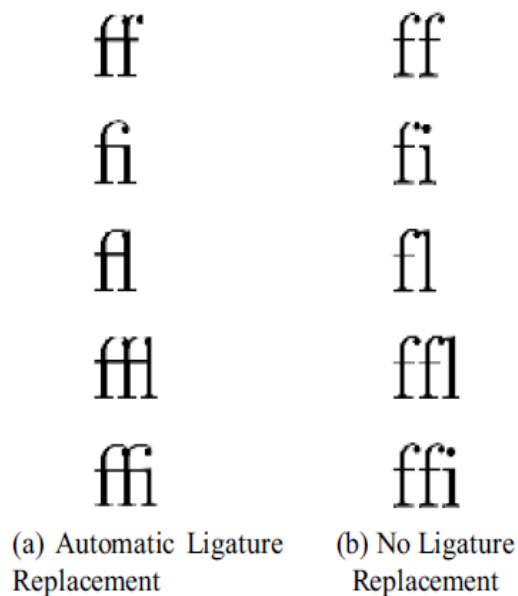 ff ff
fi fi
fl fl
ffl ffl
ffi ffi
(a) Automatic Ligature (b) No Ligature
Replacement Replacement